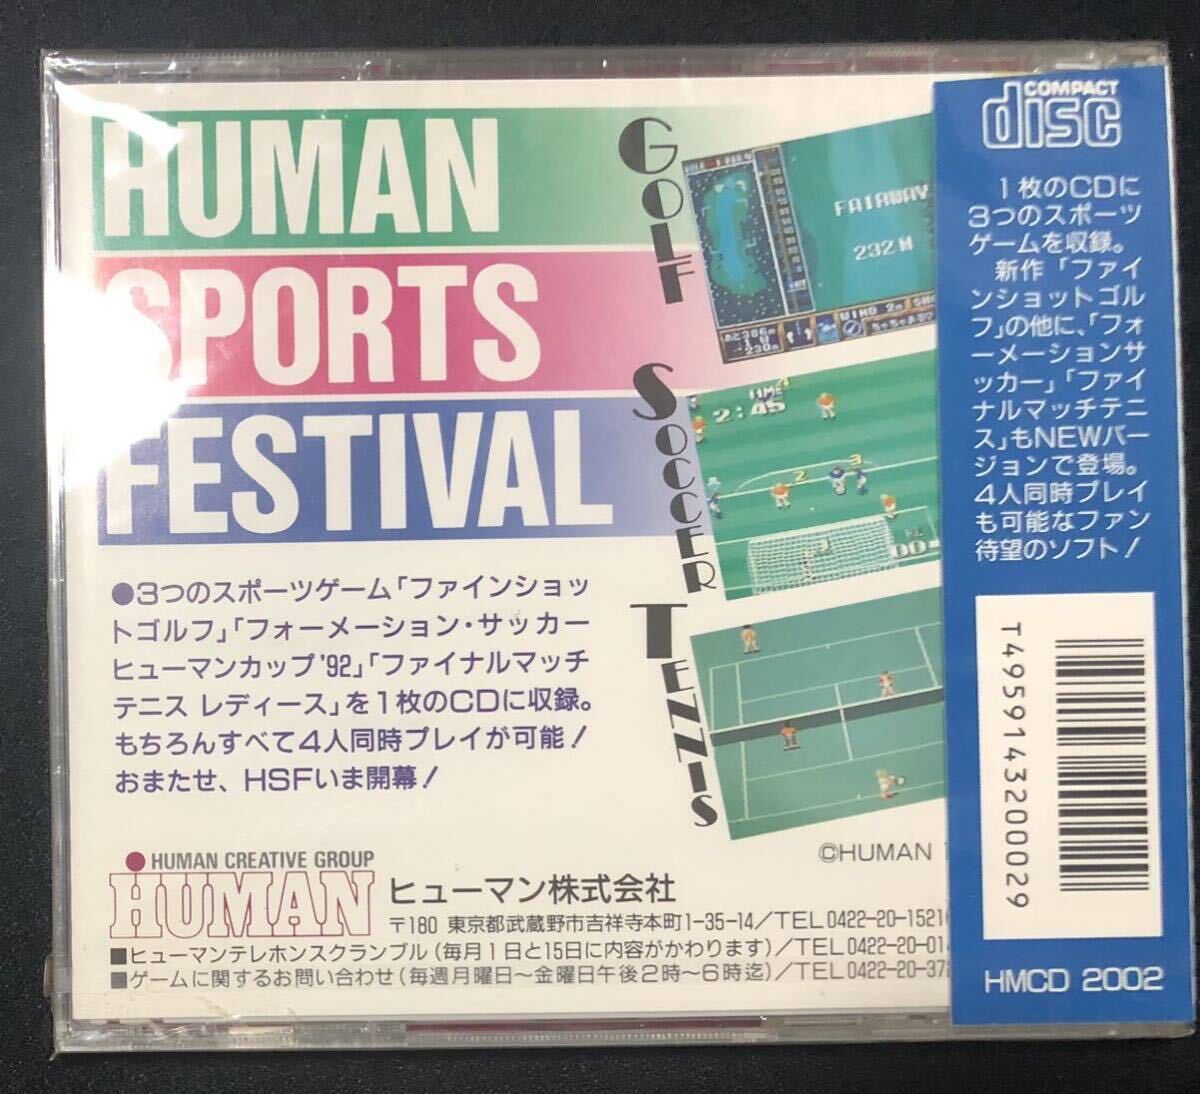 HUMAN
SPORTS
FESTIVAL
GOLF
SOCCER
TENNIS
FAIRWAY
232M
WIND 2m
あと386m
230m
TIME
2:45
2
3
●3つのスポーツゲーム「ファインショッ
トゴルフ」「フォーメーション・サッカー
ヒューマンカップ'92」「ファイナルマッチ
テニス レディース」を1枚のCDに収録。
もちろんすべて4人同時プレイが可能!
おまたせ、HSFいま開幕!
©HUMAN
HUMAN CREATIVE GROUP
HUMAN
ヒューマン株式会社
〒180 東京都武蔵野市吉祥寺本町1-35-14/TEL0422-20-1521
■ヒューマンテレホンスクランブル(毎月1日と15日に内容がかわります)/TEL0422-20-01
■ゲームに関するお問い合わせ(毎週月曜日~金曜日午後2時~6時迄)/TEL0422-20-37
COMPACT
disc
1枚のCDに
3つのスポーツ
ゲームを収録。
新作「ファイ
ンショットゴル
フ」の他に、「フォ
ーメーションサ
ッカー」「ファイ
ナルマッチテニ
ス」もNEWバー
ジョンで登場。
4人同時プレイ
も可能なファン
待望のソフト!
T4959143200029
HMCD 2002